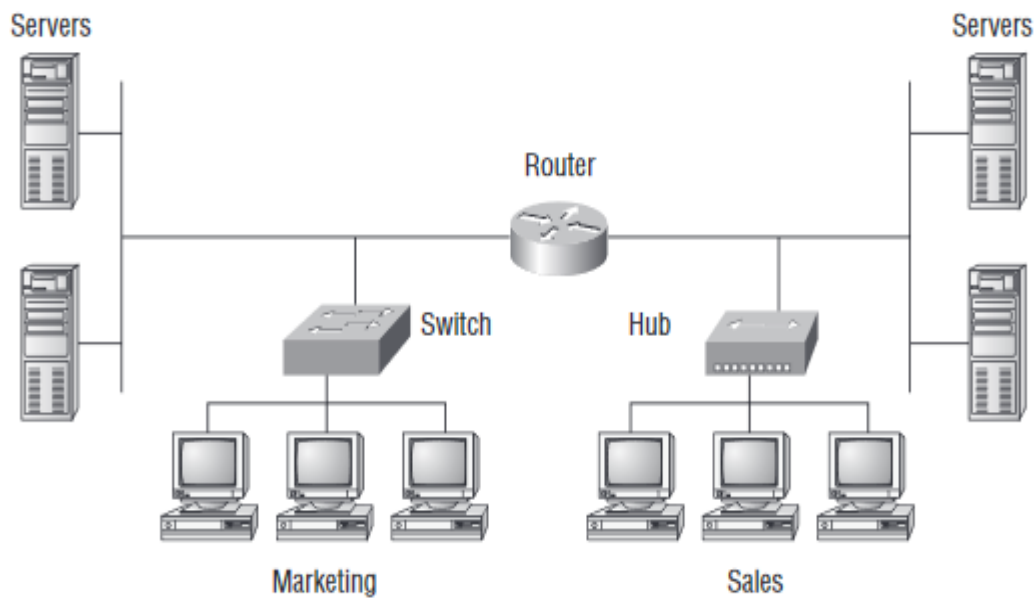 Servers
Servers
Router
Switch
Hub
Marketing
Sales